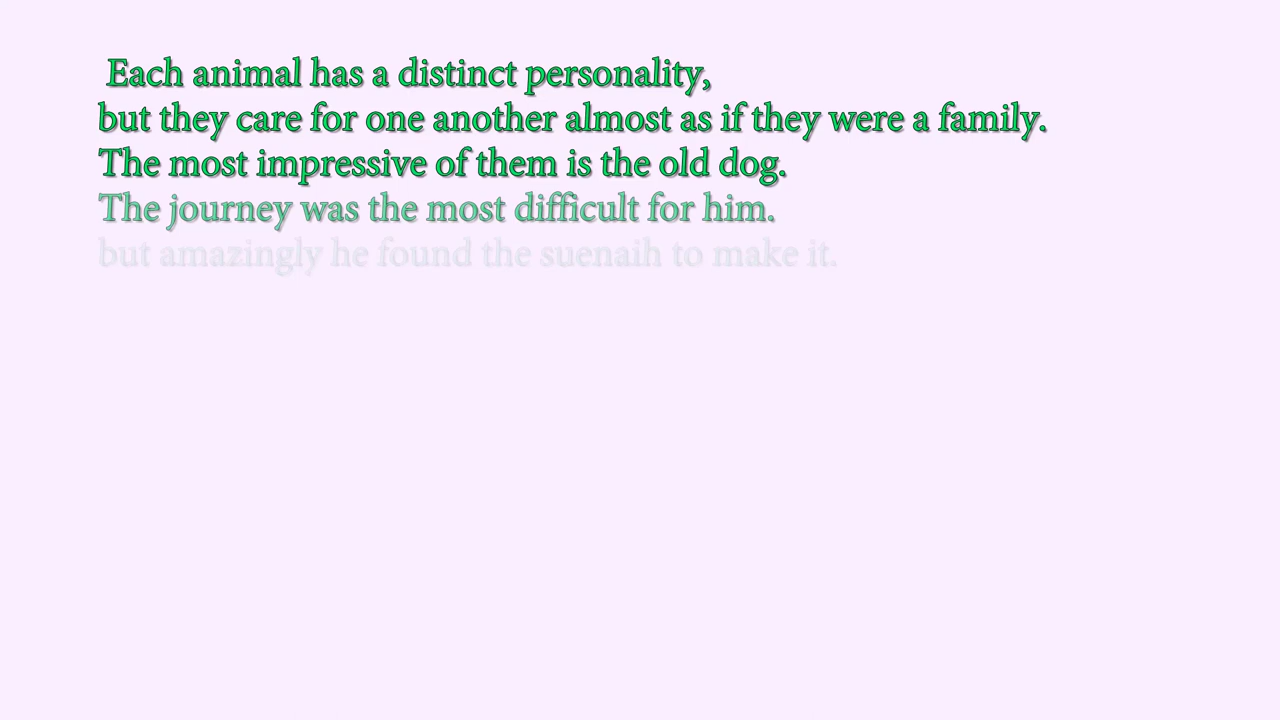 Each animal has a distinct personality,
but they care for one another almost as if they were a family.
The most impressive of them is the old dog.
The journey was the most difficult for him.
but amazingly he found the suenaih to make it.